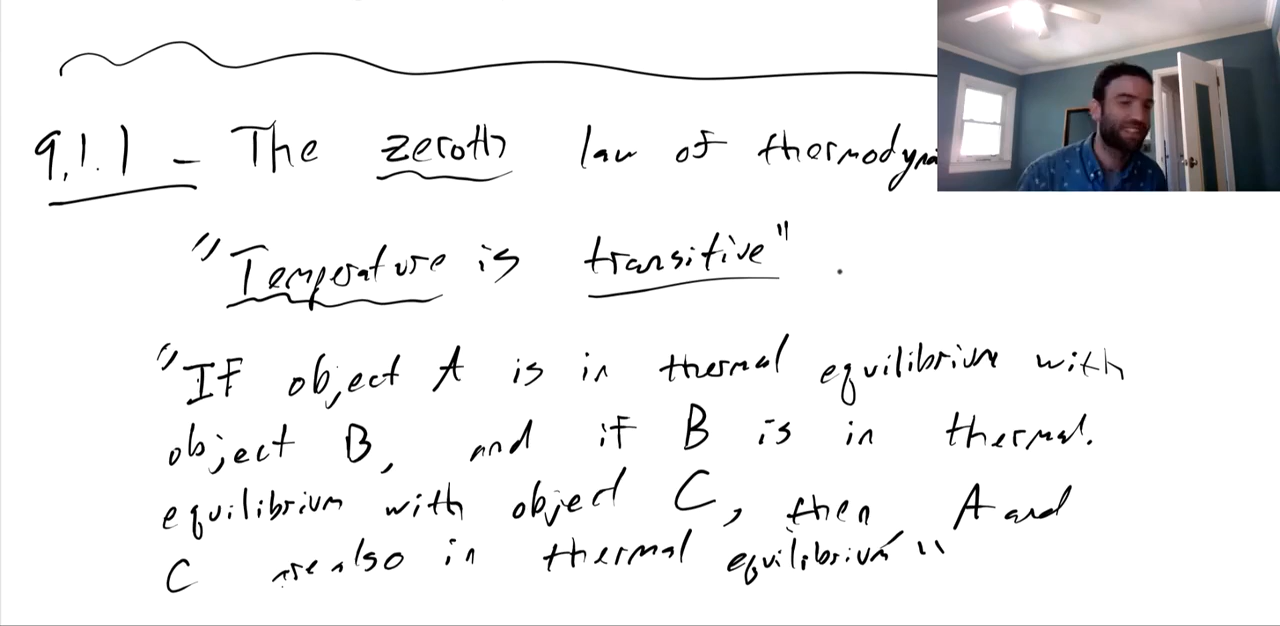 9.1.1 - The zeroth law of thermodyna
"Temperature is transitive"
"If object A is in thermal equilibrium with
object B, and if B is in thermal.
equilibrium with object C, then A and
C are also in thermal equilibrium"